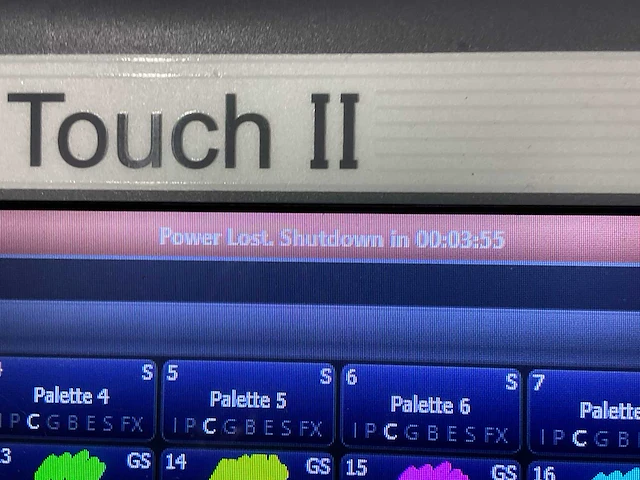 Touch II
Power Lost. Shutdown in 00:03:55
S 5 S 6 S 7
Palette 4 Palette 5 Palette 6 Palette
I P C G B E S FX I P C G B E S FX I P C G B E S FX I P C G B
GS 14 GS 15 GS 16